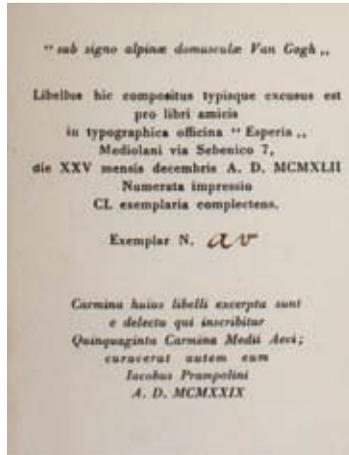 “ sub signo alpinæ domusculæ Van Gogh „
Libellus hic compositus typisque excusus est
pro libri amicis
in typographica officina “ Esperia „
Mediolani via Sebenico 7,
die XXV mensis decembris A. D. MCMXLII
Numerata impressio
CL exemplaria complectens.
Exemplar N. av
Carmina huius libelli excerpta sunt
e delectu qui inscribitur
Quinquaginta Carmina Medii Aevi;
curaverat autem eum
Iacobus Prampolini
A. D. MCMXXIX